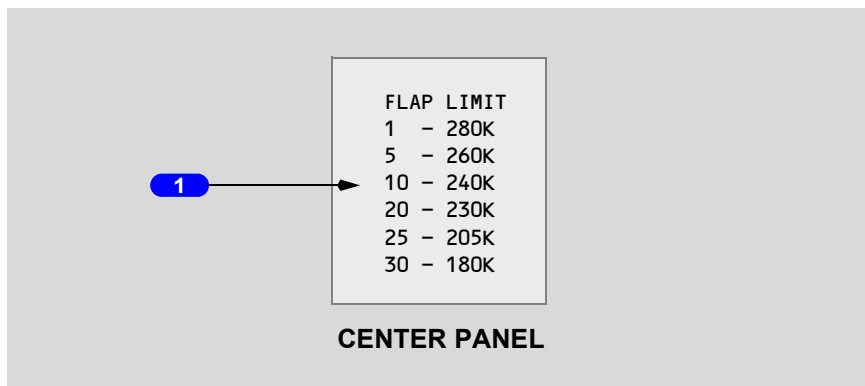 FLAP LIMIT
1 – 280K
5 – 260K
1
10 – 240K
20 – 230K
25 – 205K
30 – 180K
CENTER PANEL